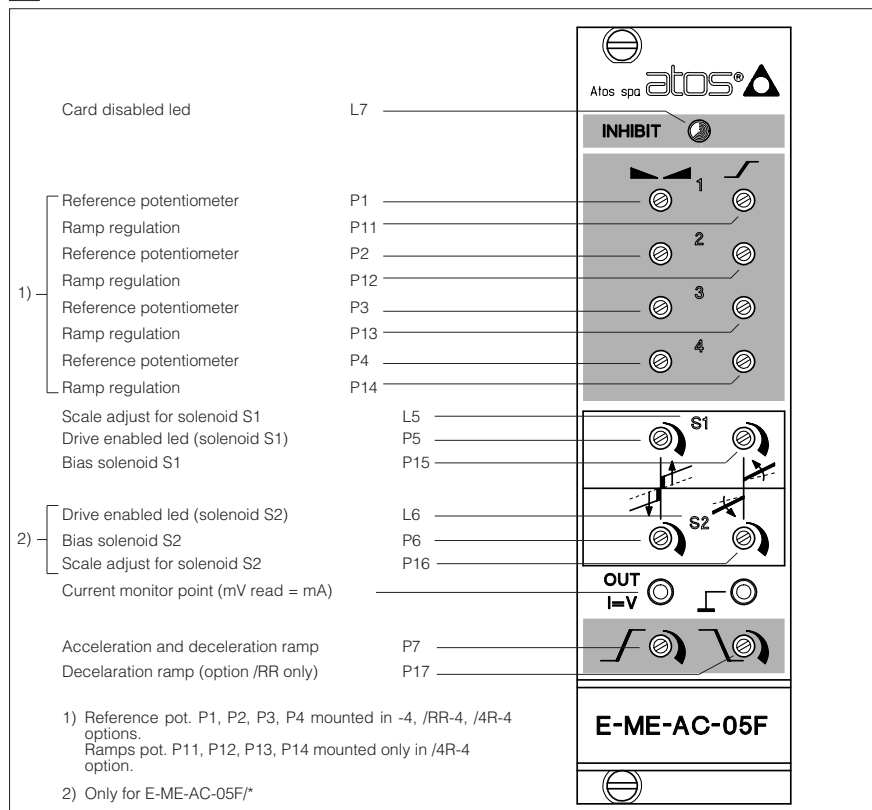 Atos spa atos®
Card disabled led L7
INHIBIT
1
Reference potentiometer P1
Ramp regulation P11
2
Reference potentiometer P2
Ramp regulation P12
1)
3
Reference potentiometer P3
Ramp regulation P13
4
Reference potentiometer P4
Ramp regulation P14
Scale adjust for solenoid S1 L5
S1
Drive enabled led (solenoid S1) P5
Bias solenoid S1 P15
Drive enabled led (solenoid S2) L6
S2
2)
Bias solenoid S2 P6
Scale adjust for solenoid S2 P16
OUT
Current monitor point (mV read = mA)
I=V
Acceleration and deceleration ramp P7
Decelaration ramp (option /RR only) P17
1) Reference pot. P1, P2, P3, P4 mounted in -4, /RR-4, /4R-4
options.
Ramps pot. P11, P12, P13, P14 mounted only in /4R-4
option.
E-ME-AC-05F
2) Only for E-ME-AC-05F/*